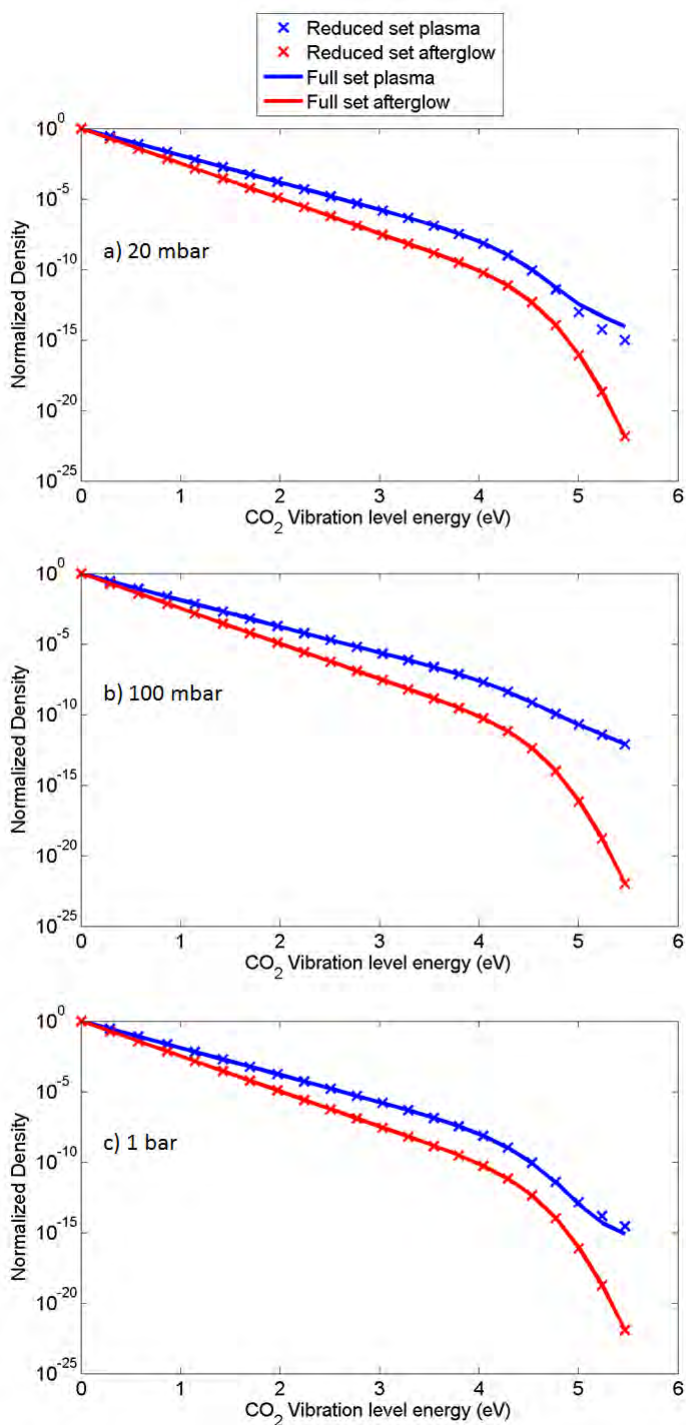 Reduced set plasma
Reduced set afterglow
Full set plasma
Full set afterglow
10^0
10^-5
10^-10
10^-15
10^-20
10^-25
Normalized Density
a) 20 mbar
0 1 2 3 4 5 6
CO_2 Vibration level energy (eV)
10^0
10^-5
10^-10
10^-15
10^-20
10^-25
Normalized Density
b) 100 mbar
0 1 2 3 4 5 6
CO_2 Vibration level energy (eV)
10^0
10^-5
10^-10
10^-15
10^-20
10^-25
Normalized Density
c) 1 bar
0 1 2 3 4 5 6
CO_2 Vibration level energy (eV)